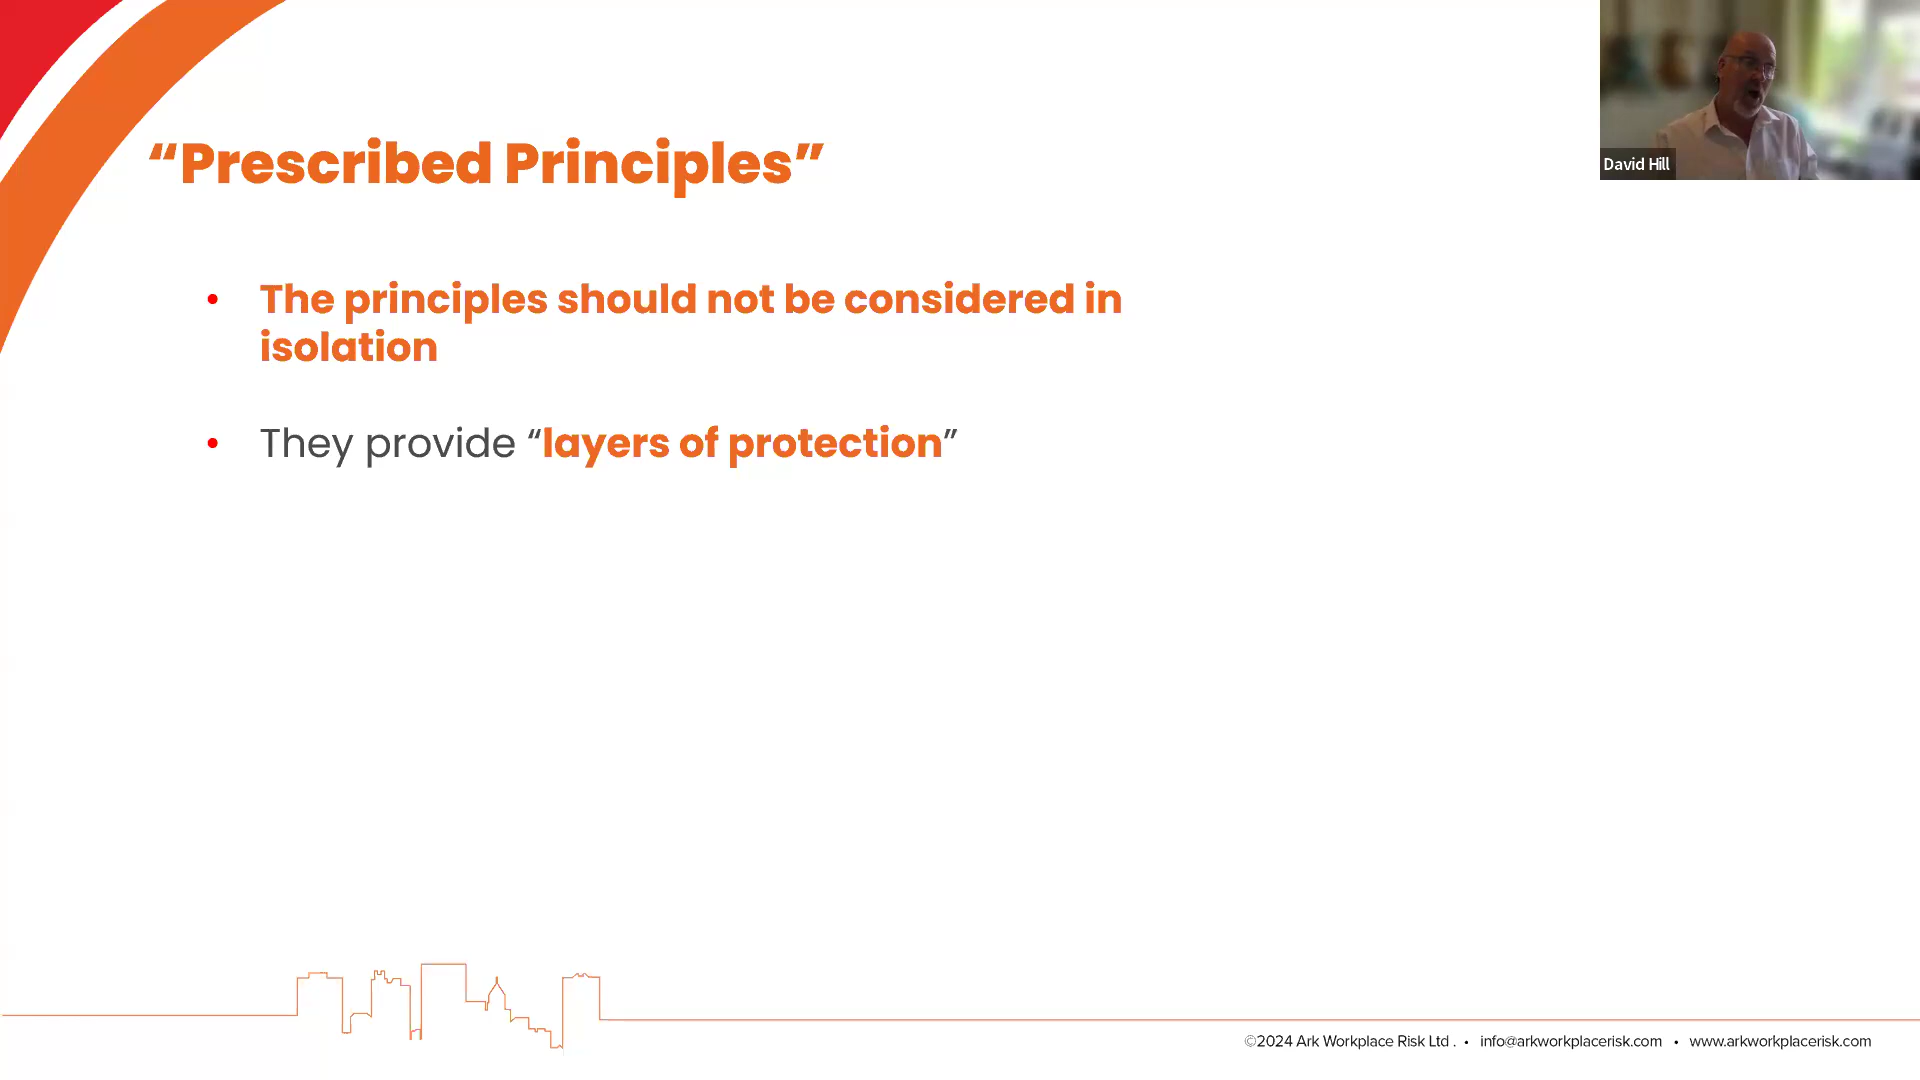 David Hill
“Prescribed Principles”
• The principles should not be considered in
isolation
• They provide “layers of protection”
©2024 Ark Workplace Risk Ltd . • info@arkworkplacerisk.com • www.arkworkplacerisk.com